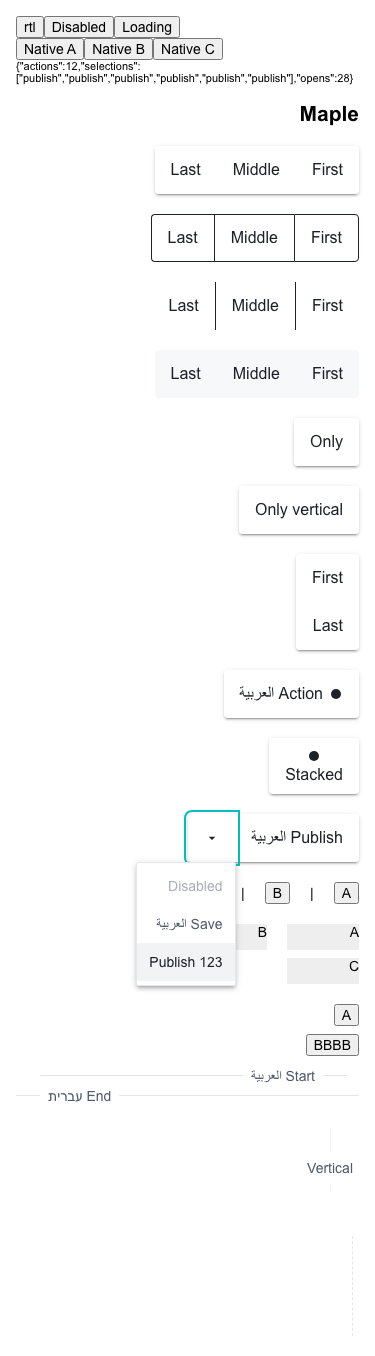 rtl Disabled Loading
Native A Native B Native C
{"actions":12,"selections":
["publish","publish","publish","publish","publish","publish"],"opens":28}
Maple
Last Middle First
Last Middle First
Last Middle First
Last Middle First
Only
Only vertical
First
Last
العربية Action
Stacked
العربية Publish
Disabled
العربية Save
Publish 123
A | B |
A B
C
A
BBBB
العربية Start
עברית End
Vertical